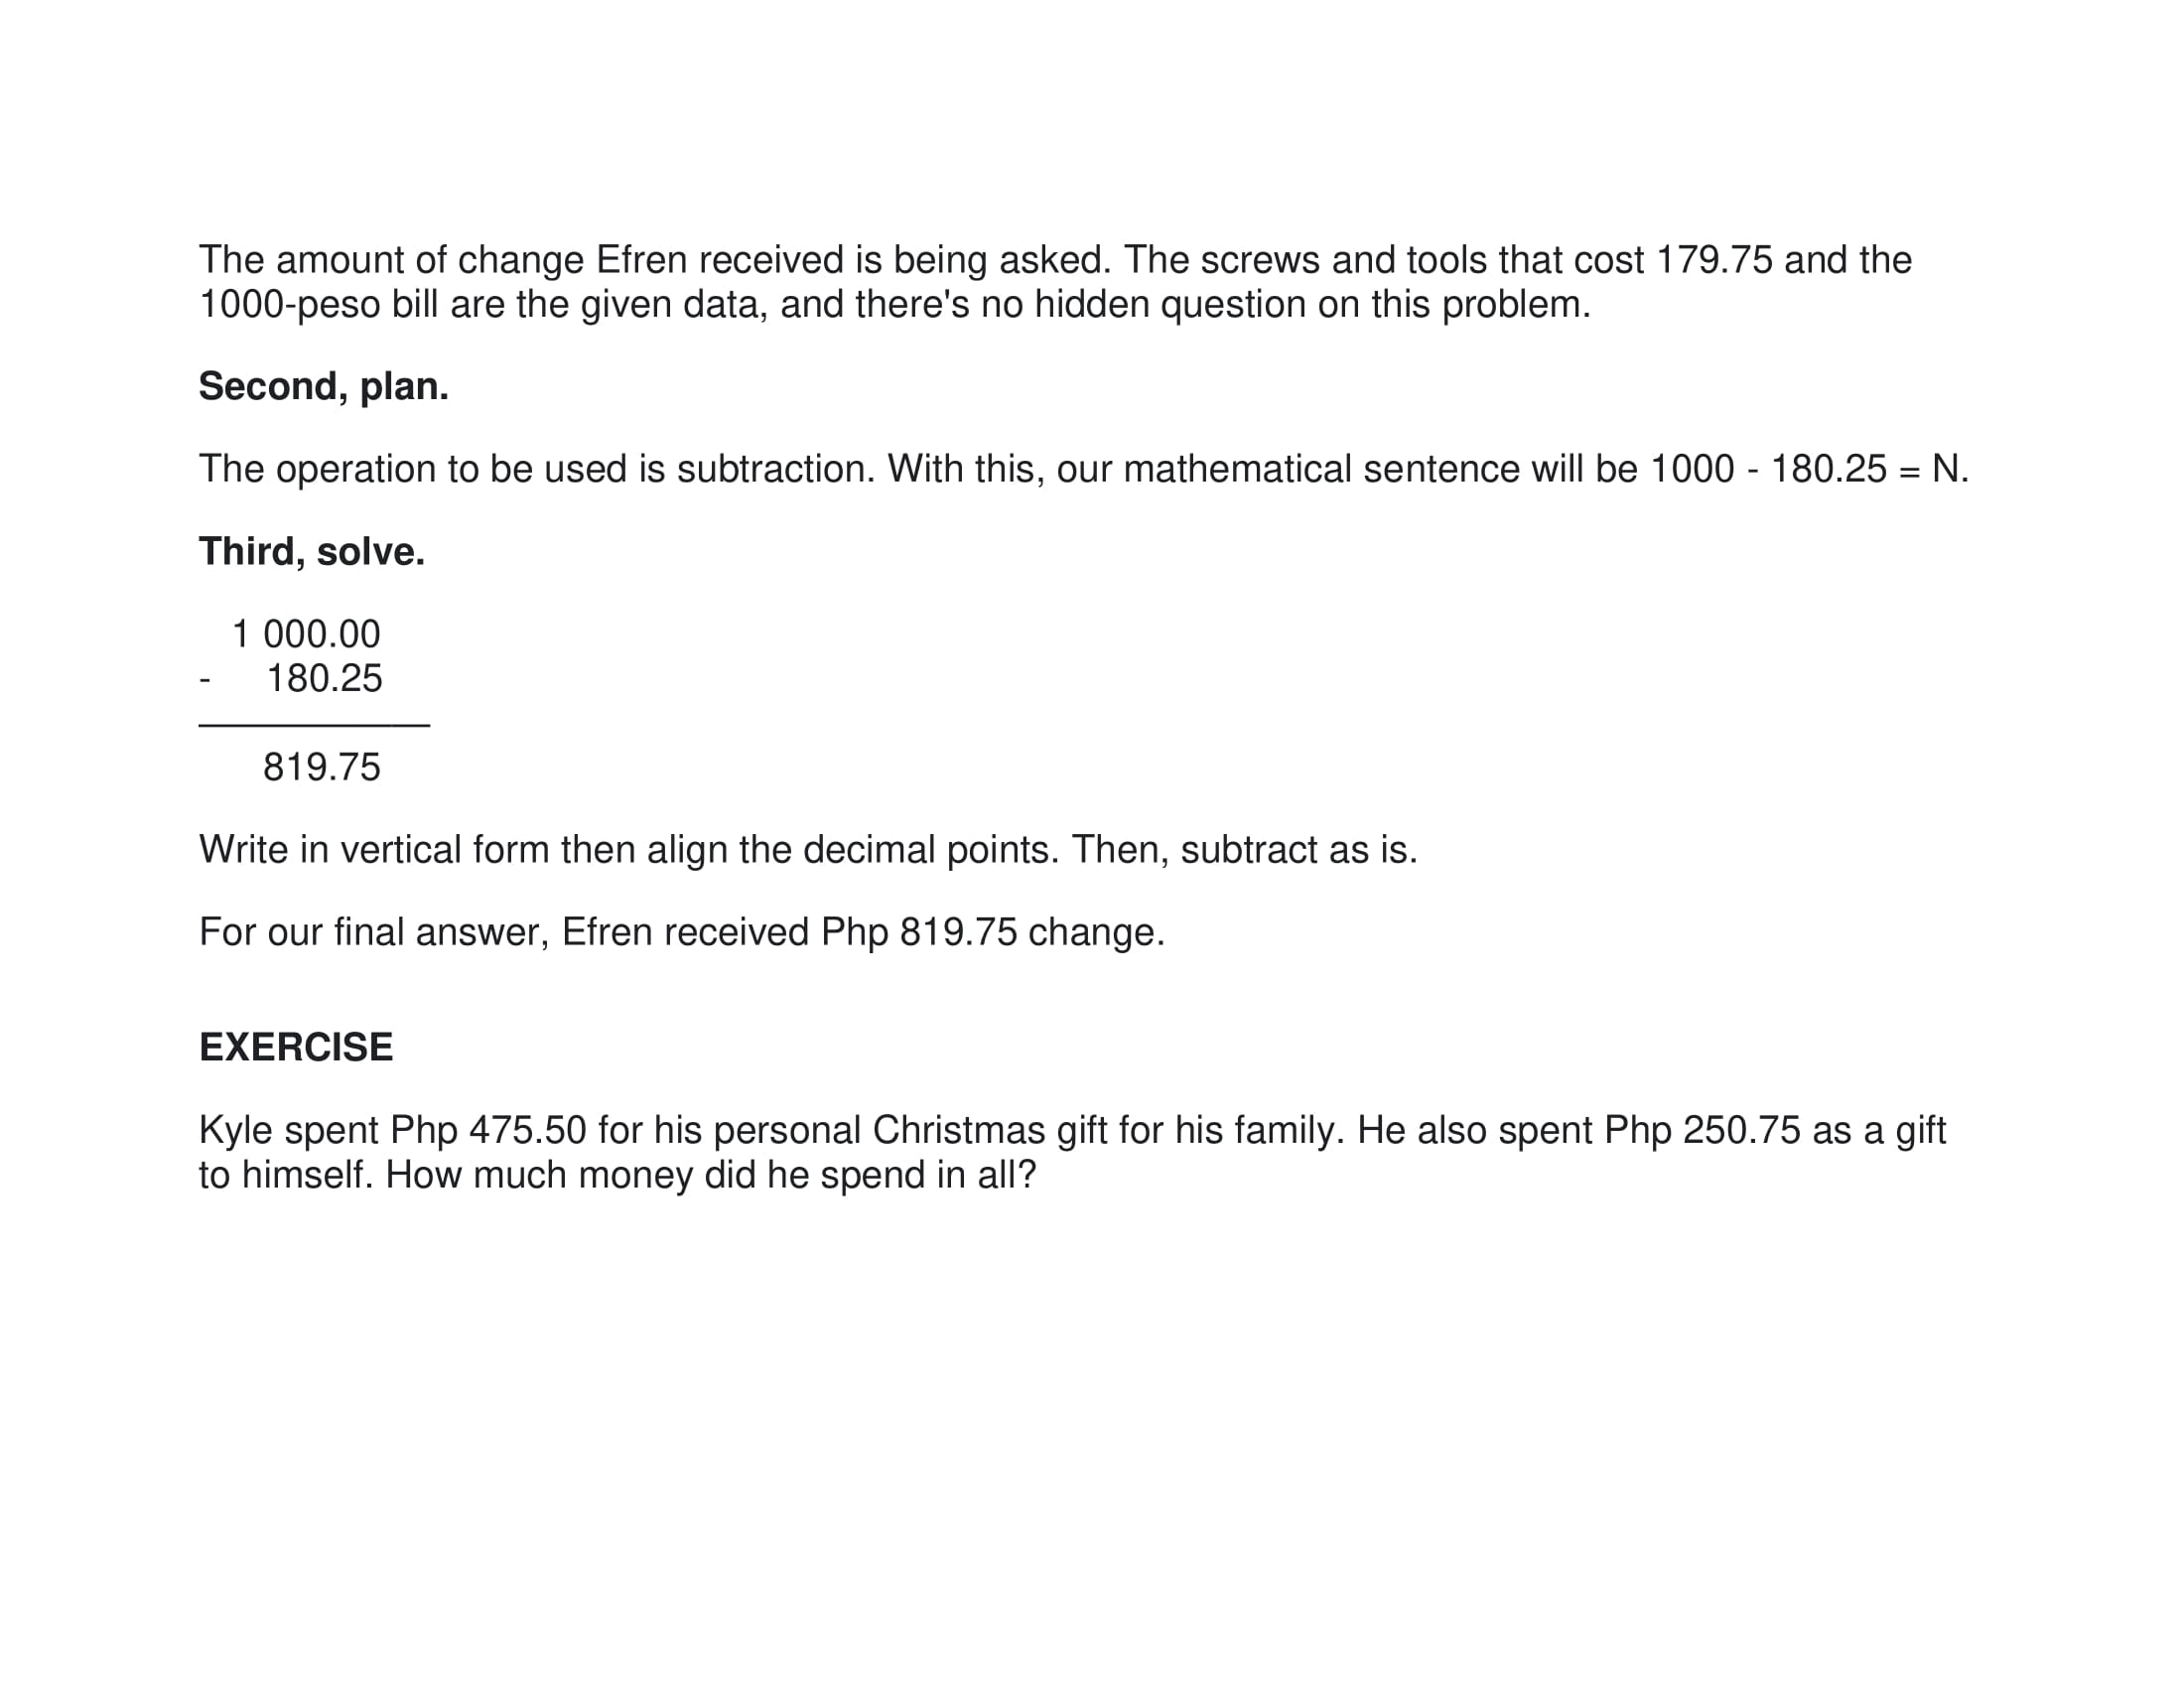 The amount of change Efren received is being asked. The screws and tools that cost 179.75 and the
1000-peso bill are the given data, and there's no hidden question on this problem.
Second, plan.
The operation to be used is subtraction. With this, our mathematical sentence will be 1000 - 180.25 = N.
Third, solve.
1 000.00
- 180.25
819.75
Write in vertical form then align the decimal points. Then, subtract as is.
For our final answer, Efren received Php 819.75 change.
EXERCISE
Kyle spent Php 475.50 for his personal Christmas gift for his family. He also spent Php 250.75 as a gift
to himself. How much money did he spend in all?